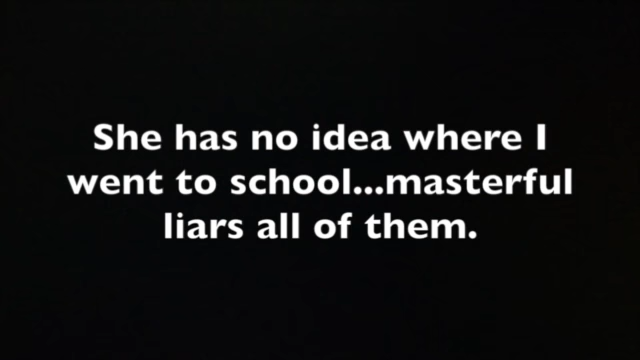 She has no idea where I
went to school...masterful
liars all of them.